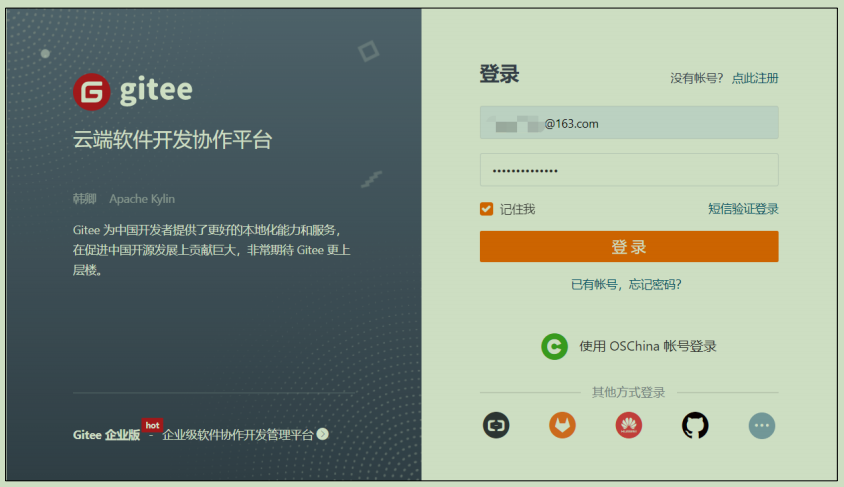 gitee
云端软件开发协作平台
韩卿 Apache Kylin
Gitee 为中国开发者提供了更好的本地化能力和服务，
在促进中国开源发展上贡献巨大，非常期待 Gitee 更上
层楼。
hot
Gitee 企业版 - 企业级软件协作开发管理平台
登录
没有帐号？ 点此注册
@163.com
••••••••••••••
记住我
短信验证登录
登 录
已有帐号，忘记密码？
使用 OSChina 帐号登录
其他方式登录